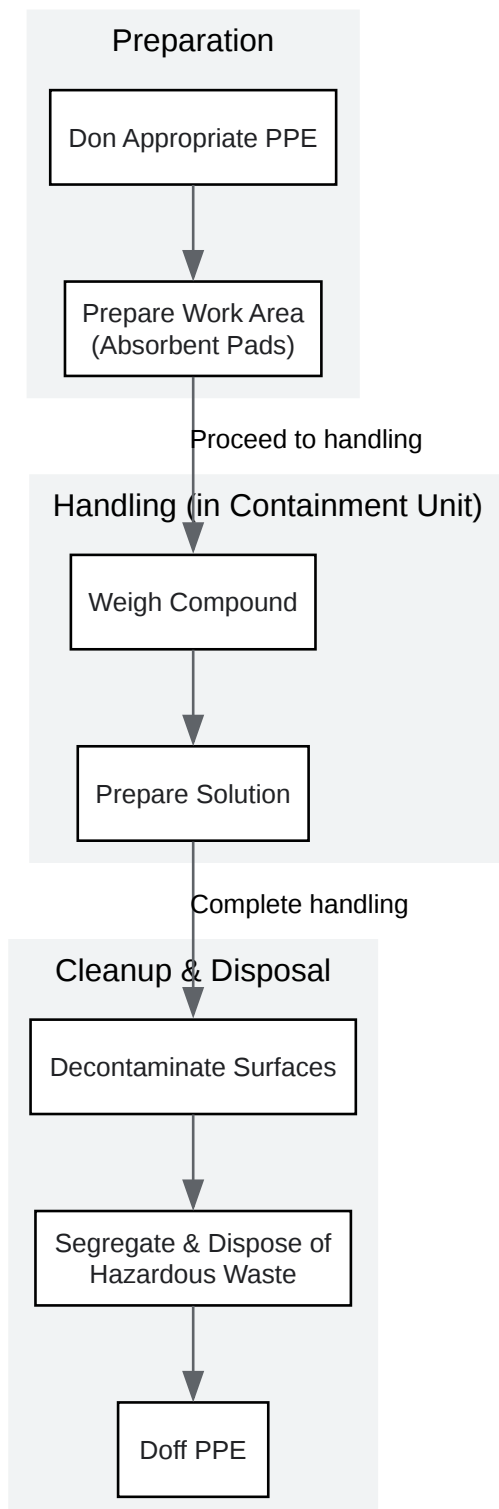 Preparation
Don Appropriate PPE
Prepare Work Area
(Absorbent Pads)
Proceed to handling
Handling (in Containment Unit)
Weigh Compound
Prepare Solution
Complete handling
Cleanup & Disposal
Decontaminate Surfaces
Segregate & Dispose of
Hazardous Waste
Doff PPE